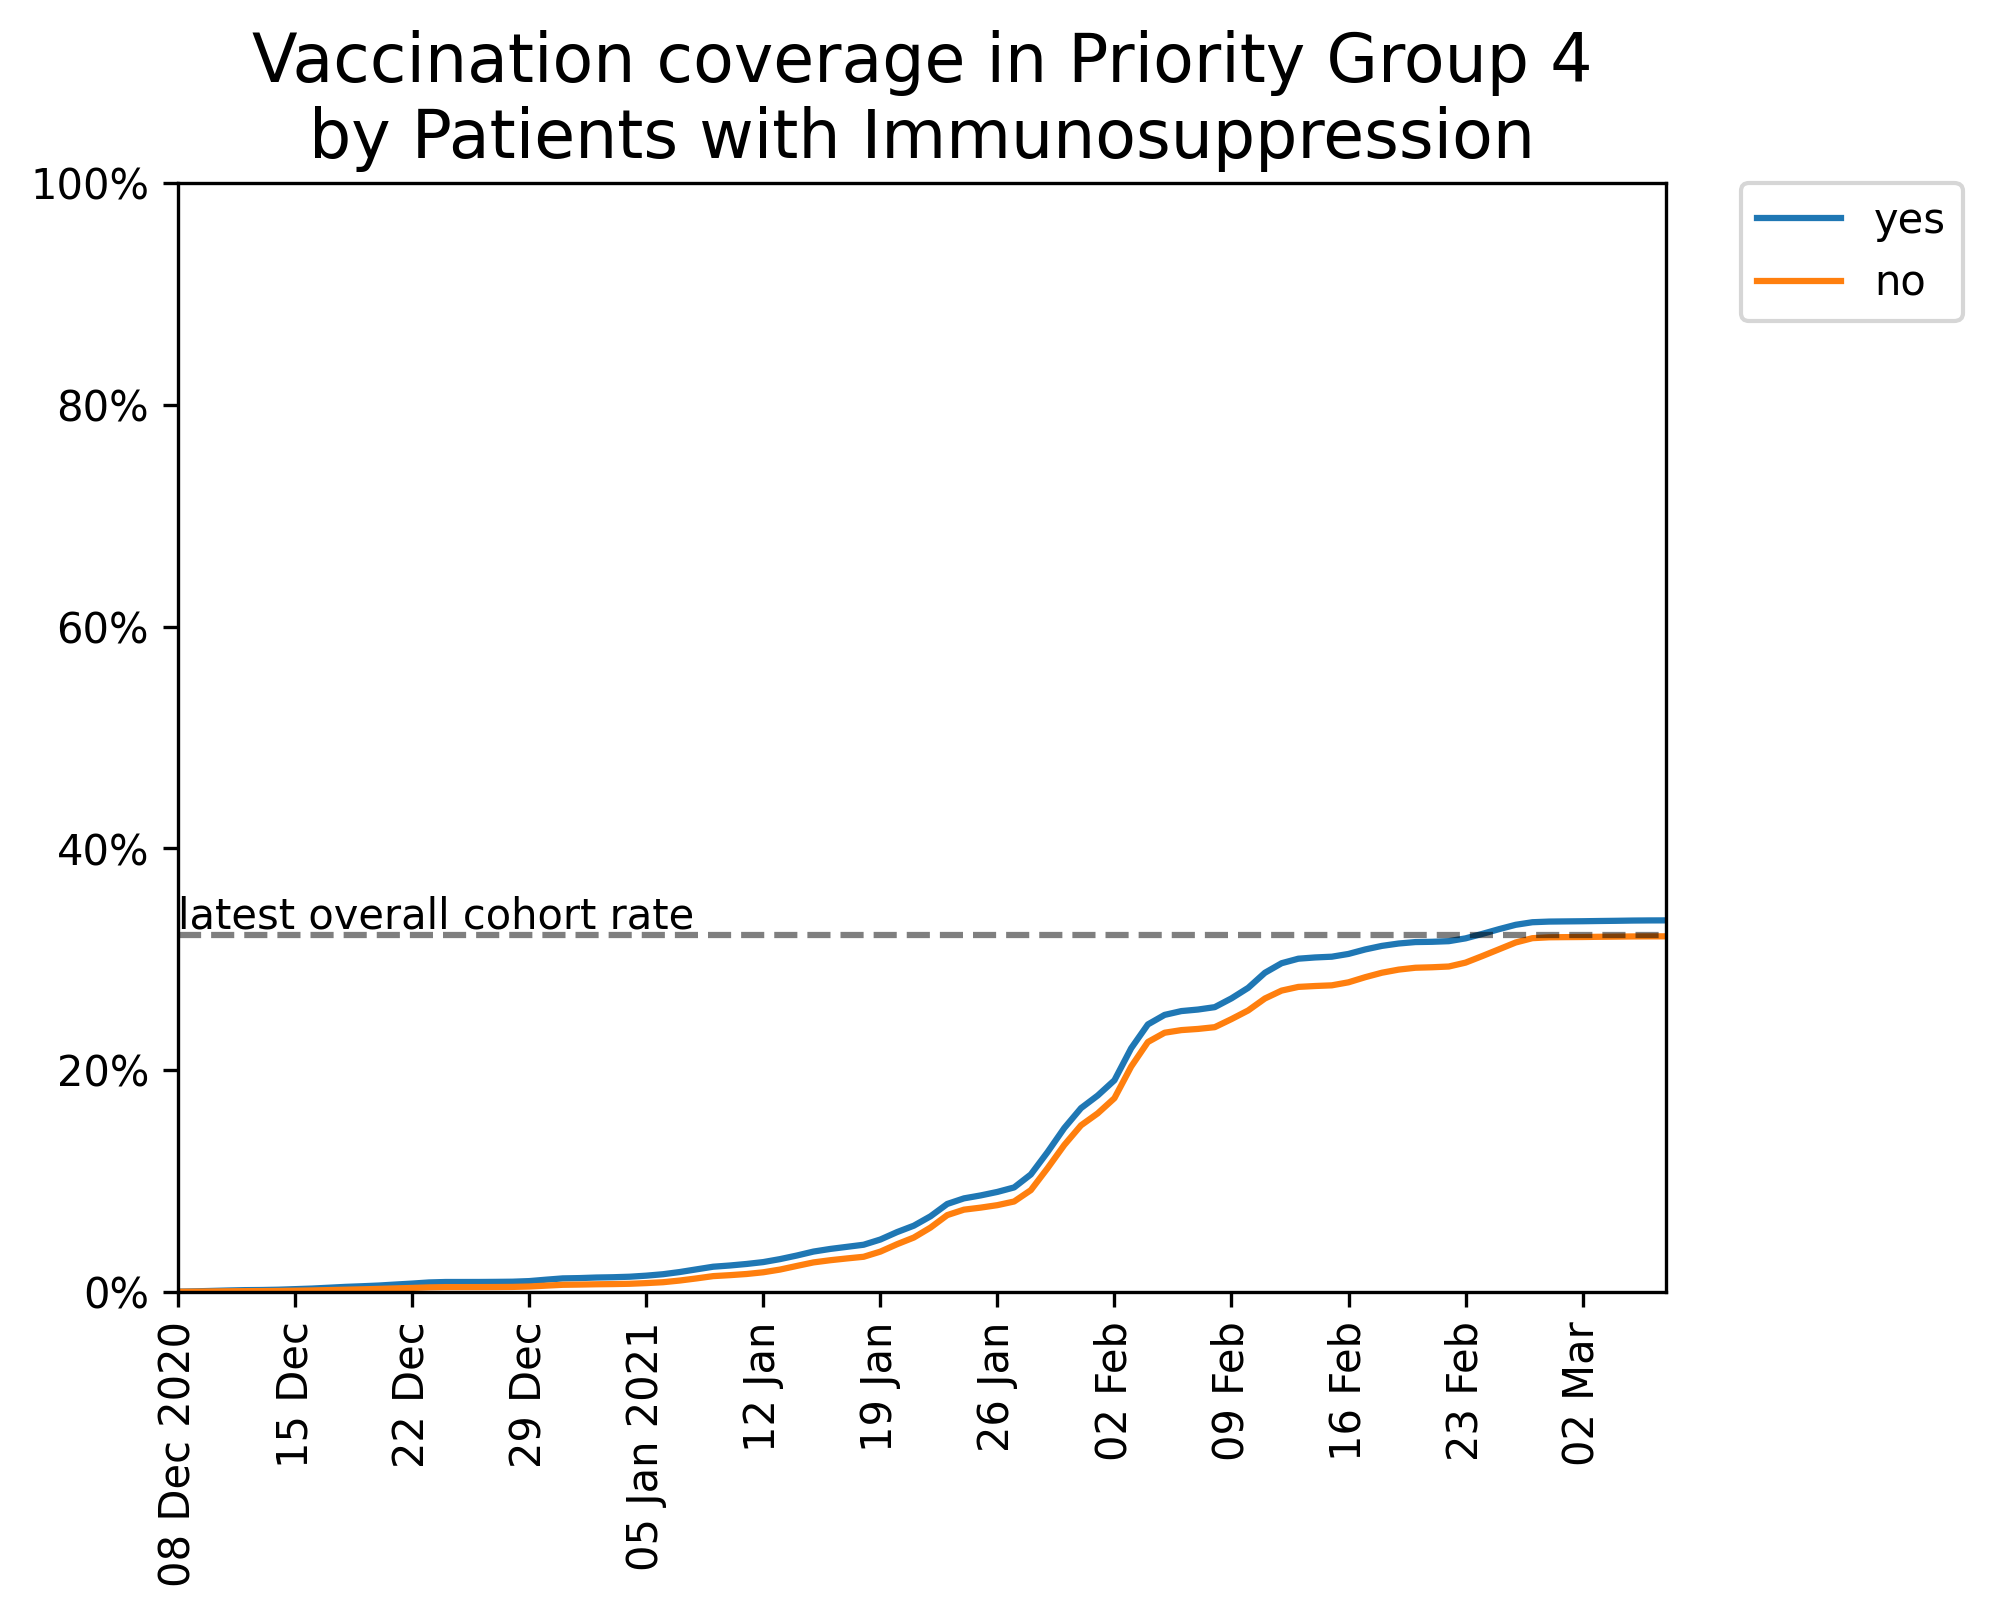 Vaccination coverage in Priority Group 4
by Patients with Immunosuppression
100%
80%
60%
40%
20%
0%
latest overall cohort rate
yes
no
08 Dec 2020
15 Dec
22 Dec
29 Dec
05 Jan 2021
12 Jan
19 Jan
26 Jan
02 Feb
09 Feb
16 Feb
23 Feb
02 Mar